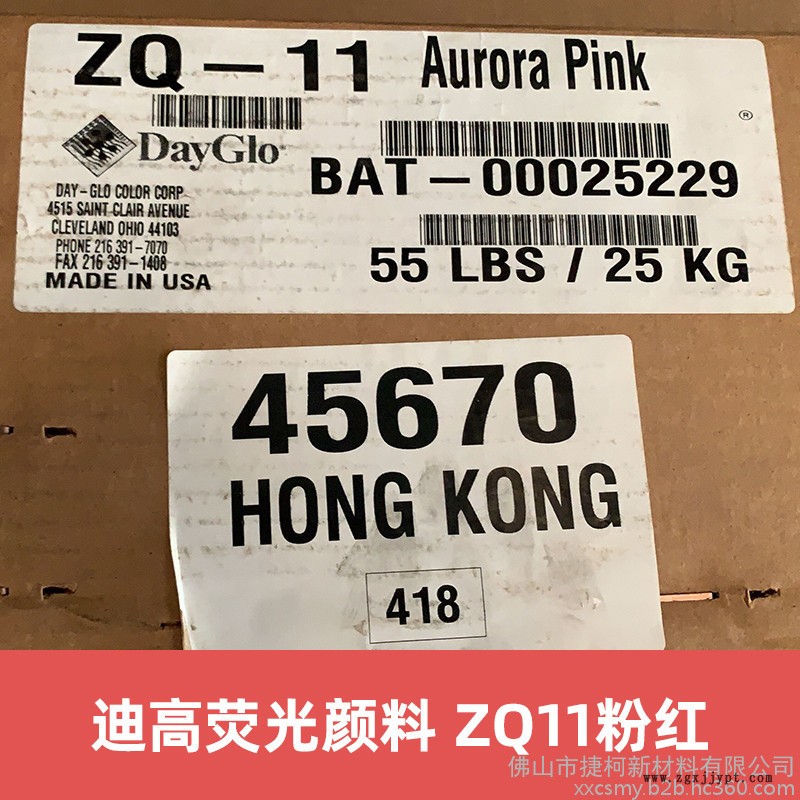 ZQ-11 Aurora Pink
®
DayGlo
BAT-00025229
DAY-GLO COLOR CORP
4515 SAINT CLAIR AVENUE
CLEVELAND OHIO 44103
PHONE 216 391-7070
FAX 216 391-1408
MADE IN USA
55 LBS / 25 KG
45670
HONG KONG
418
迪高荧光颜料 ZQ11粉红
佛山市捷柯新材料有限公司
xxcsmy.b2b.hc360.com
www.zgxjjypt.com